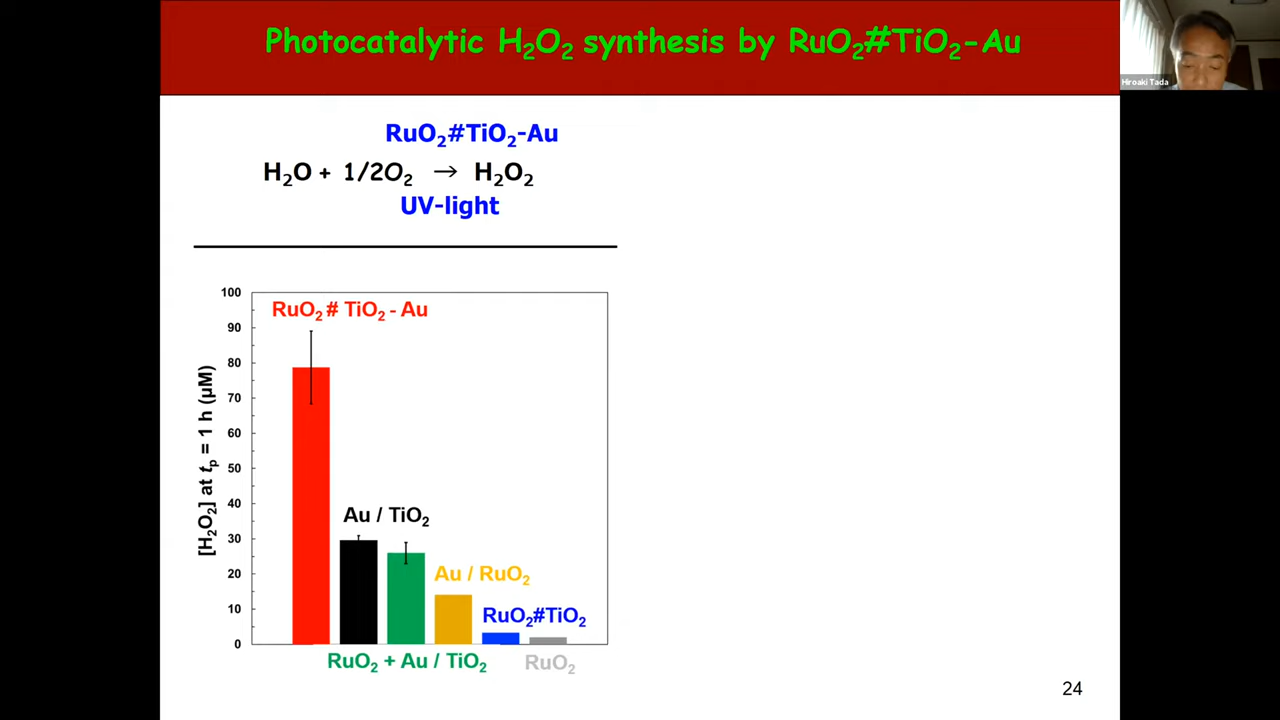 Photocatalytic H₂O₂ synthesis by RuO₂#TiO₂-Au
Hiroaki Tada
RuO₂#TiO₂-Au
H₂O + 1/2O₂ → H₂O₂
UV-light
[H₂O₂] at tₚ = 1 h (µM)
100
90
80
70
60
50
40
30
20
10
0
RuO₂ # TiO₂ - Au
Au / TiO₂
Au / RuO₂
RuO₂#TiO₂
RuO₂ + Au / TiO₂
RuO₂
24